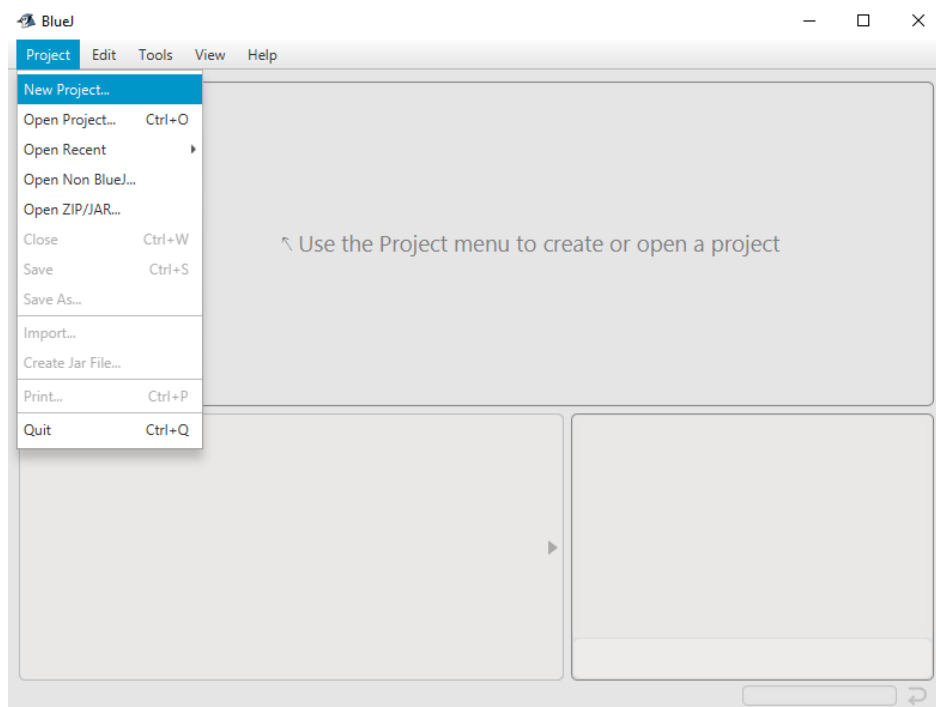 BlueJ
Project Edit Tools View Help
New Project...
Open Project... Ctrl+O
Open Recent
Open Non BlueJ...
Open ZIP/JAR...
Close Ctrl+W
Save Ctrl+S
Save As...
Import...
Create Jar File...
Print... Ctrl+P
Quit Ctrl+Q
Use the Project menu to create or open a project